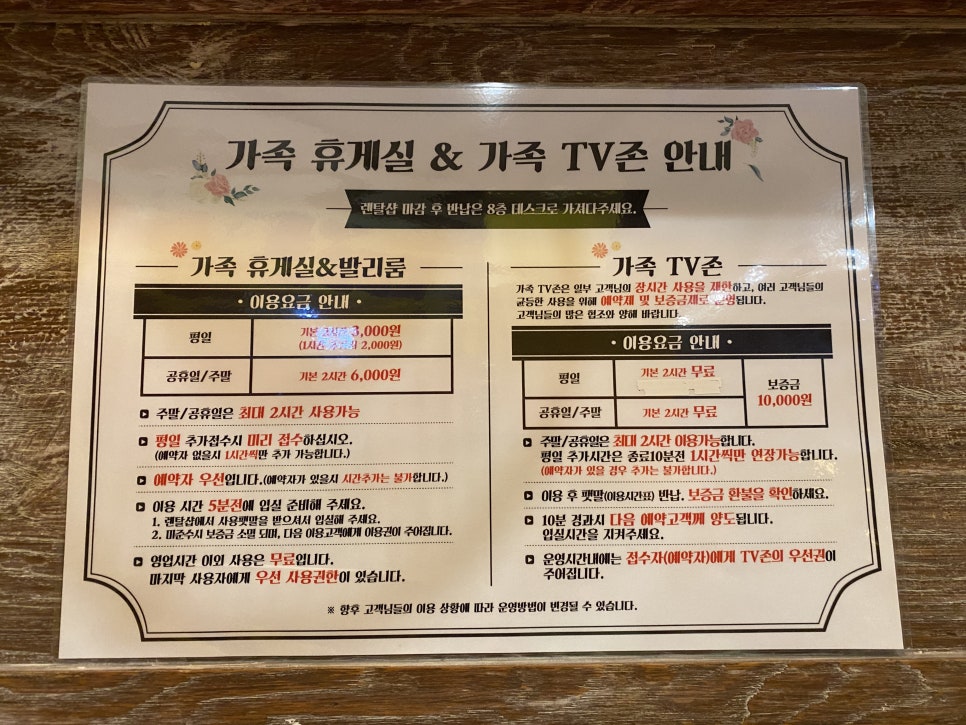 가족 휴게실 & 가족 TV존 안내
렌탈샵 마감 후 반납은 8층 데스크로 가져다주세요.
가족 휴게실&발리룸
· 이용요금 안내 ·
평일
기본 2시간 3,000원
(1시간 추가 2,000원)
공휴일/주말
기본 2시간 6,000원
주말/공휴일은 최대 2시간 사용가능
평일 추가접수시 미리 접수하십시오.
(예약자 없을시 1시간씩만 추가 가능합니다.)
예약자 우선입니다.(예약자가 있을시 시간추가는 불가합니다.)
이용 시간 5분전에 입실 준비해 주세요.
1. 렌탈샵에서 사용팻말을 받으셔서 입실해 주세요.
2. 미준수시 보증금 소멸 되며, 다음 이용고객에게 이용권이 주어집니다.
영업시간 이외 사용은 무료입니다.
마지막 사용자에게 우선 사용권한이 있습니다.
가족 TV존
가족 TV존은 일부 고객님의 장시간 사용을 제한하고, 여러 고객님들의
균등한 사용을 위해 예약제 및 보증금제로 운영됩니다.
고객님들의 많은 협조와 양해 바랍니다.
· 이용요금 안내 ·
평일
기본 2시간 무료
공휴일/주말
기본 2시간 무료
보증금
10,000원
주말/공휴일은 최대 2시간 이용가능합니다.
평일 추가시간은 종료10분전 1시간씩만 연장가능합니다.
(예약자가 있을 경우 추가는 불가합니다.)
이용 후 팻말(이용시간표) 반납, 보증금 환불을 확인하세요.
10분 경과시 다음 예약고객께 양도됩니다.
입실시간을 지켜주세요.
운영시간내에는 접수자(예약자)에게 TV존의 우선권이
주어집니다.
※ 향후 고객님들의 이용 상황에 따라 운영방법이 변경될 수 있습니다.